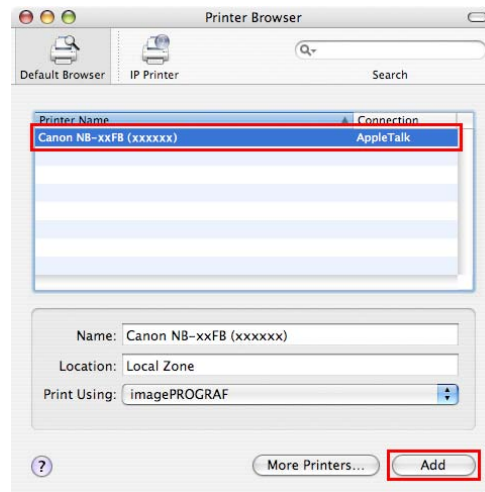 Printer Browser
Default Browser IP Printer Search
Printer Name Connection
Canon NB-xxFB (xxxxxx) AppleTalk
Name: Canon NB-xxFB (xxxxxx)
Location: Local Zone
Print Using: imagePROGRAF
? More Printers... Add